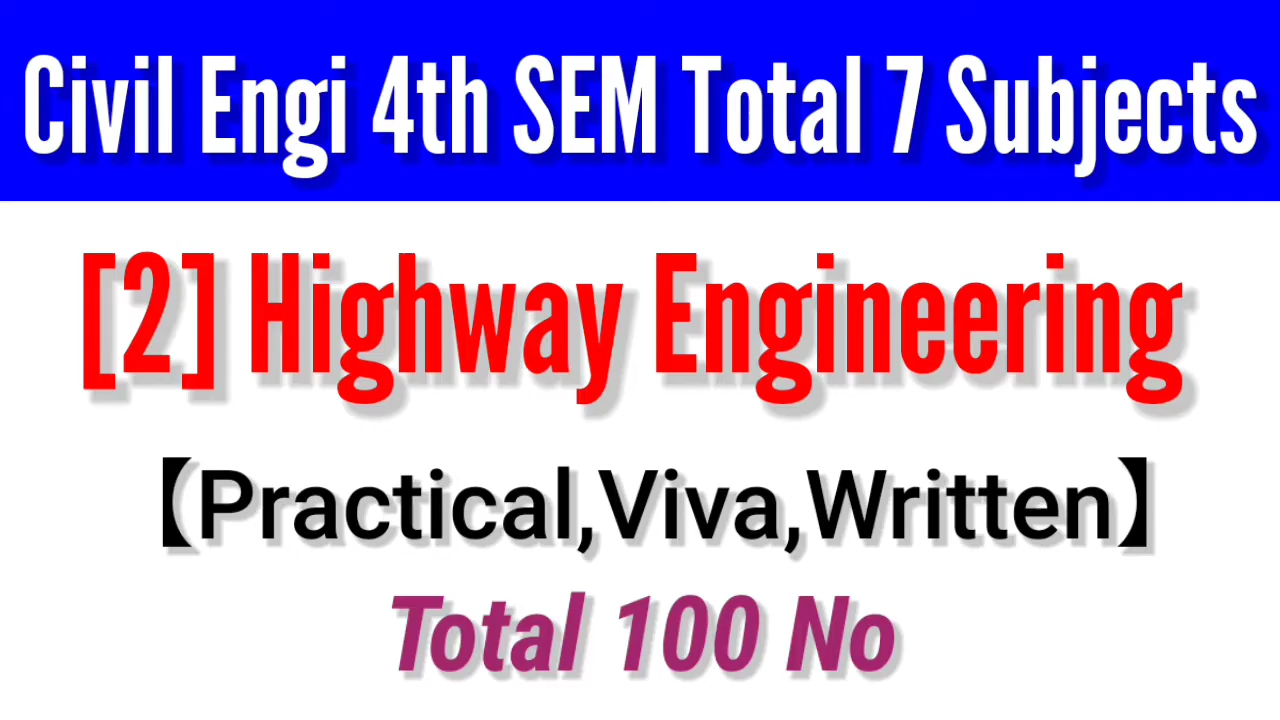 Civil Engi 4th SEM Total 7 Subjects
[2] Highway Engineering
【Practical,Viva,Written】
Total 100 No